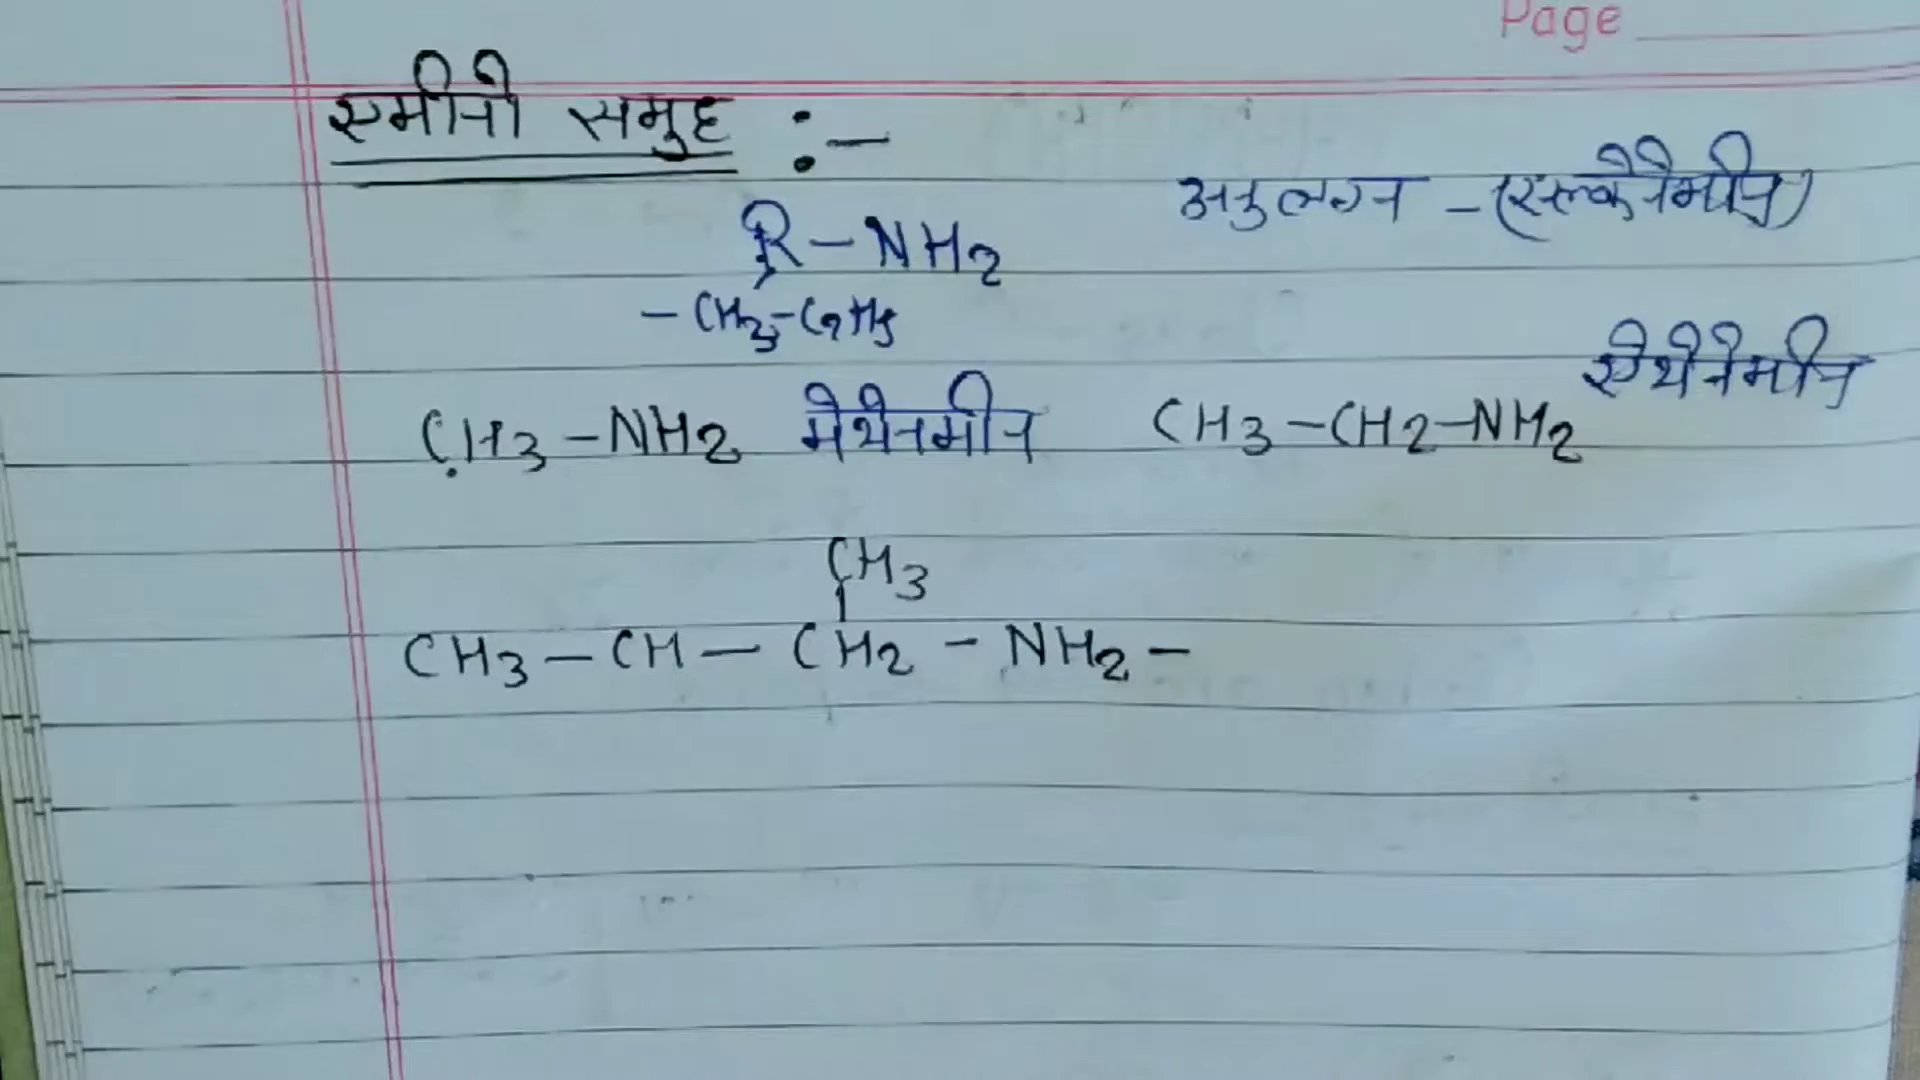 Page
एमीनो समुह :-
अनुलग्न - (एल्केनेमीन)
R - NH2
- CH3 - C2H5
CH3 - NH2 मेथेनमीन CH3 - CH2 - NH2 ऐथेनेमीन
CH3
CH3 - CH - CH2 - NH2 -